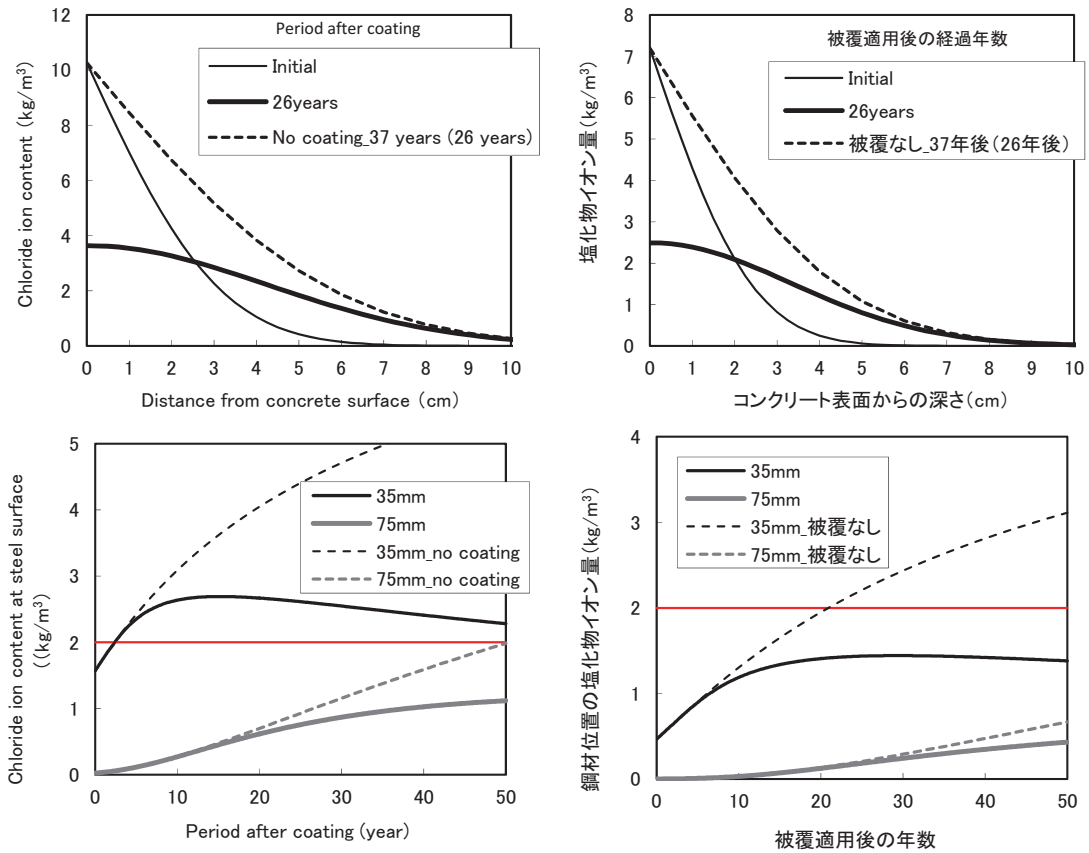 12
10
8
6
4
2
0
Chloride ion content (kg/m³)
Period after coating
Initial
26years
No coating_37 years (26 years)
0 1 2 3 4 5 6 7 8 9 10
Distance from concrete surface (cm)
8
7
6
5
4
3
2
1
0
塩化物イオン量(kg/m³)
被覆適用後の経過年数
Initial
26years
被覆なし_37年後(26年後)
0 1 2 3 4 5 6 7 8 9 10
コンクリート表面からの深さ(cm)
5
4
3
2
1
0
Chloride ion content at steel surface
((kg/m³)
35mm
75mm
35mm_no coating
75mm_no coating
0 10 20 30 40 50
Period after coating (year)
4
3
2
1
0
鋼材位置の塩化物イオン量(kg/m³)
35mm
75mm
35mm_被覆なし
75mm_被覆なし
0 10 20 30 40 50
被覆適用後の年数